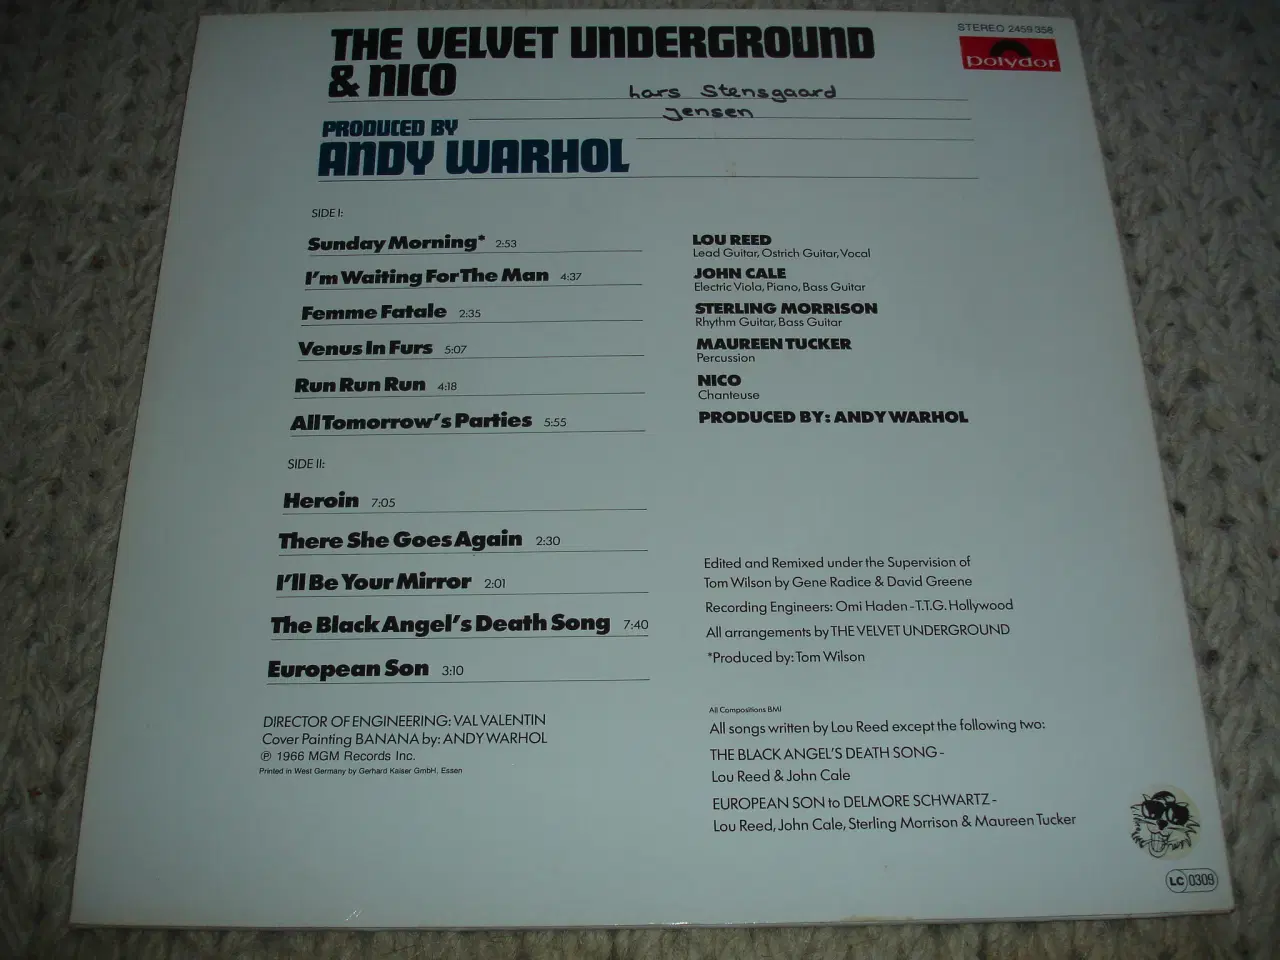 STEREO 2459 358
polydor
THE VELVET UNDERGROUND
& NICO
Lars Stensgaard
Jensen
PRODUCED BY
ANDY WARHOL
SIDE I:
Sunday Morning* 2:53
I'm Waiting For The Man 4:37
Femme Fatale 2:35
Venus In Furs 5:07
Run Run Run 4:18
All Tomorrow's Parties 5:55
SIDE II:
Heroin 7:05
There She Goes Again 2:30
I'll Be Your Mirror 2:01
The Black Angel's Death Song 7:40
European Son 3:10
DIRECTOR OF ENGINEERING: VAL VALENTIN
Cover Painting BANANA by: ANDY WARHOL
℗ 1966 MGM Records Inc.
Printed in West Germany by Gerhard Kaiser GmbH, Essen
LOU REED
Lead Guitar, Ostrich Guitar, Vocal
JOHN CALE
Electric Viola, Piano, Bass Guitar
STERLING MORRISON
Rhythm Guitar, Bass Guitar
MAUREEN TUCKER
Percussion
NICO
Chanteuse
PRODUCED BY: ANDY WARHOL
Edited and Remixed under the Supervision of
Tom Wilson by Gene Radice & David Greene
Recording Engineers: Omi Haden - T.T.G. Hollywood
All arrangements by THE VELVET UNDERGROUND
*Produced by: Tom Wilson
All Compositions BMI
All songs written by Lou Reed except the following two:
THE BLACK ANGEL'S DEATH SONG -
Lou Reed & John Cale
EUROPEAN SON to DELMORE SCHWARTZ -
Lou Reed, John Cale, Sterling Morrison & Maureen Tucker
LC 0309